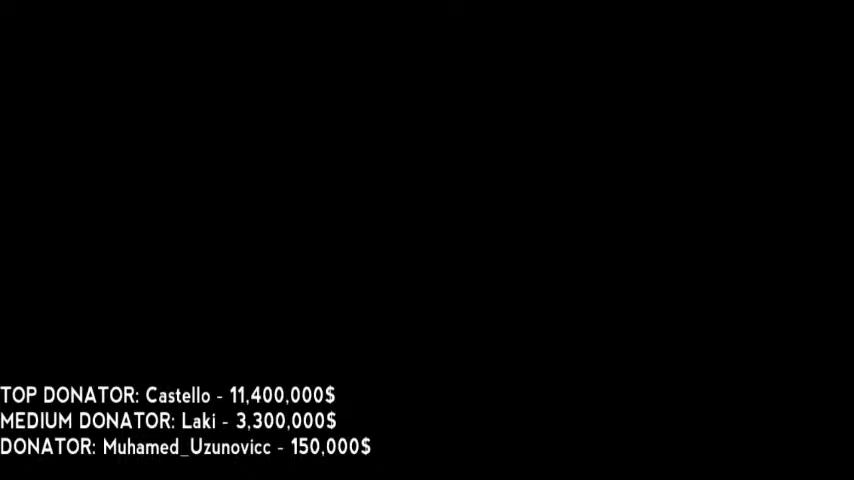 TOP DONATOR: Castello - 11,400,000$
MEDIUM DONATOR: Laki - 3,300,000$
DONATOR: Muhamed_Uzunovicc - 150,000$